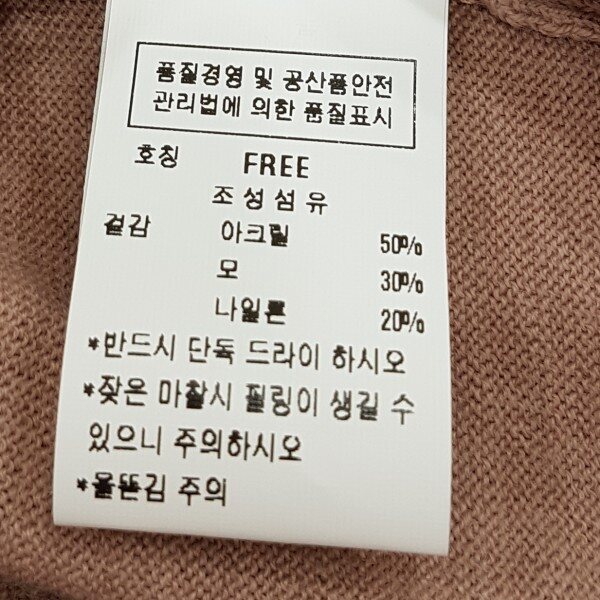 품질경영 및 공산품안전
관리법에 의한 품질표시
호칭 FREE
조성섬유
겉감 아크릴 50%
모 30%
나일론 20%
*반드시 단독 드라이 하시오
*잦은 마찰시 필링이 생길 수
있으니 주의하시오
*올뜯김 주의